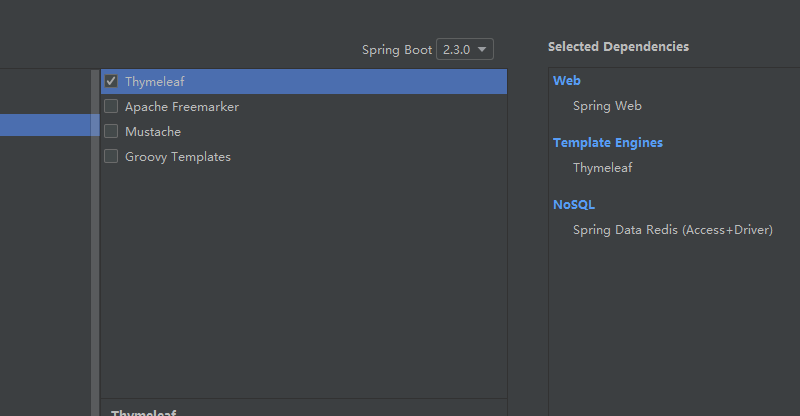 Spring Boot 2.3.0
Thymeleaf
Apache Freemarker
Mustache
Groovy Templates
Thymeleaf
Selected Dependencies
Web
Spring Web
Template Engines
Thymeleaf
NoSQL
Spring Data Redis (Access+Driver)